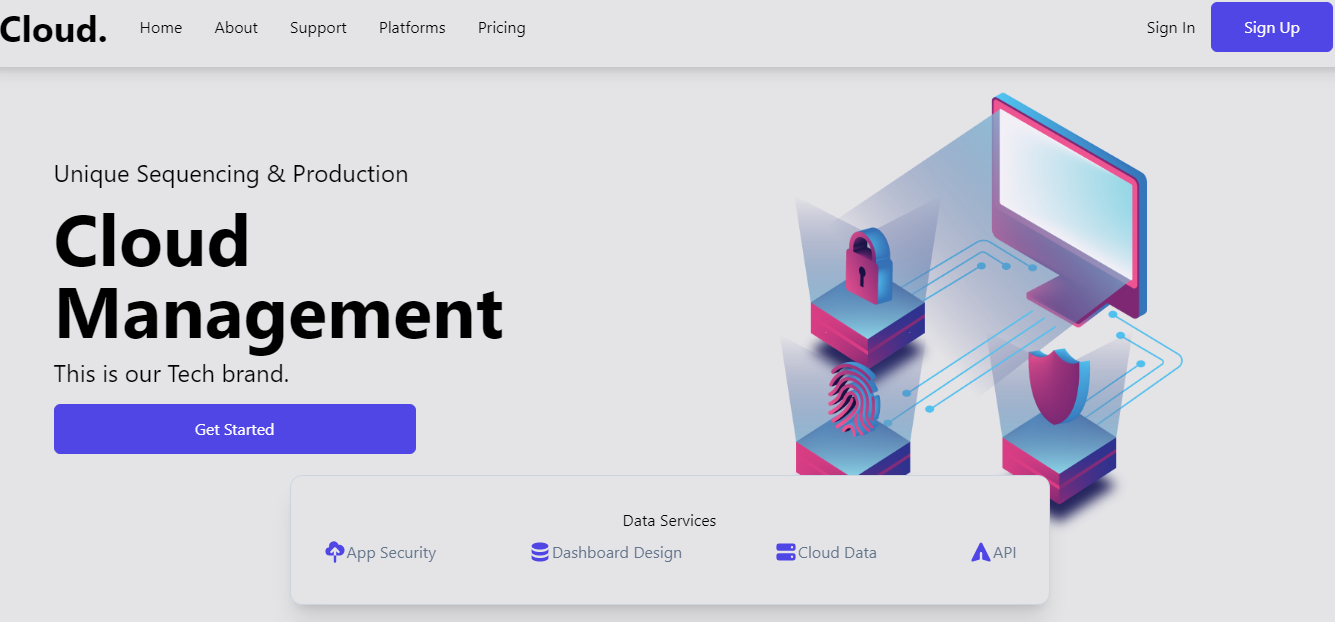 Cloud. Home About Support Platforms Pricing Sign In Sign Up
Unique Sequencing & Production
Cloud
Management
This is our Tech brand.
Get Started
Data Services
App Security Dashboard Design Cloud Data API